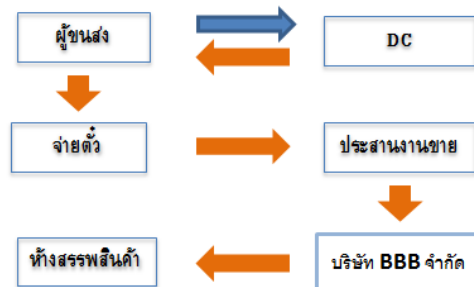 ผู้ขนส่ง
DC
จ่ายตั๋ว
ประสานงานขาย
ห้างสรรพสินค้า
บริษัท BBB จำกัด